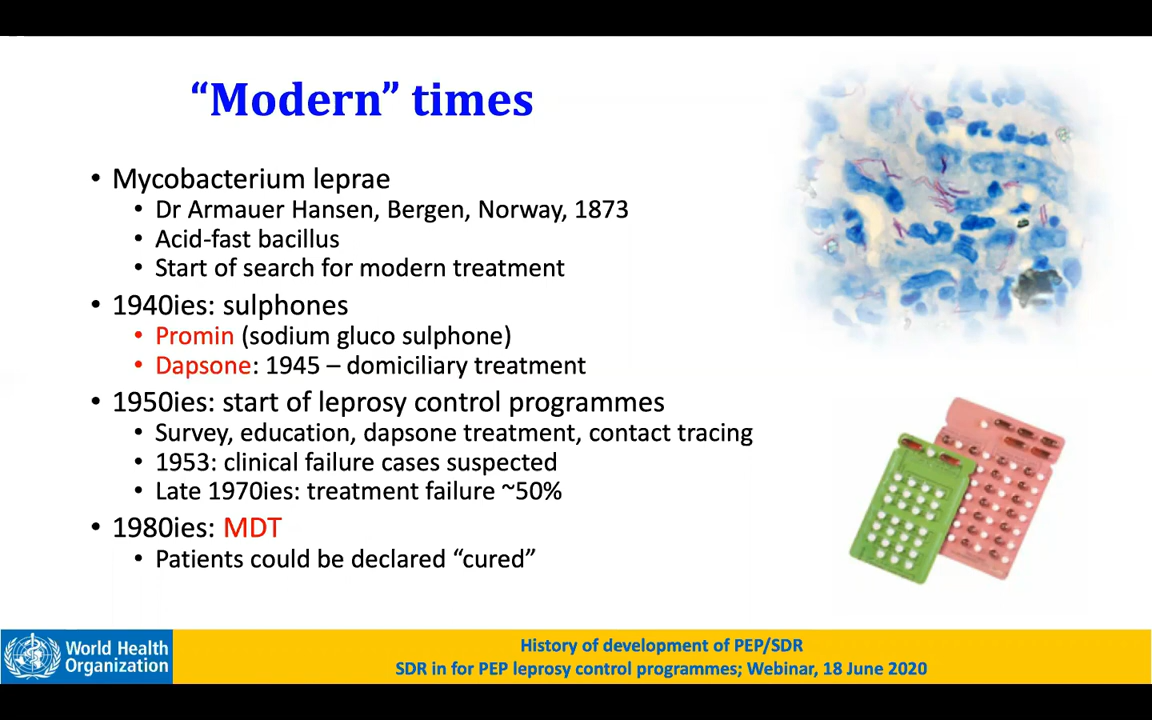 “Modern” times
• Mycobacterium leprae
• Dr Armauer Hansen, Bergen, Norway, 1873
• Acid-fast bacillus
• Start of search for modern treatment
• 1940ies: sulphones
• Promin (sodium gluco sulphone)
• Dapsone: 1945 – domiciliary treatment
• 1950ies: start of leprosy control programmes
• Survey, education, dapsone treatment, contact tracing
• 1953: clinical failure cases suspected
• Late 1970ies: treatment failure ~50%
• 1980ies: MDT
• Patients could be declared “cured”
World Health
Organization
History of development of PEP/SDR
SDR in for PEP leprosy control programmes; Webinar, 18 June 2020